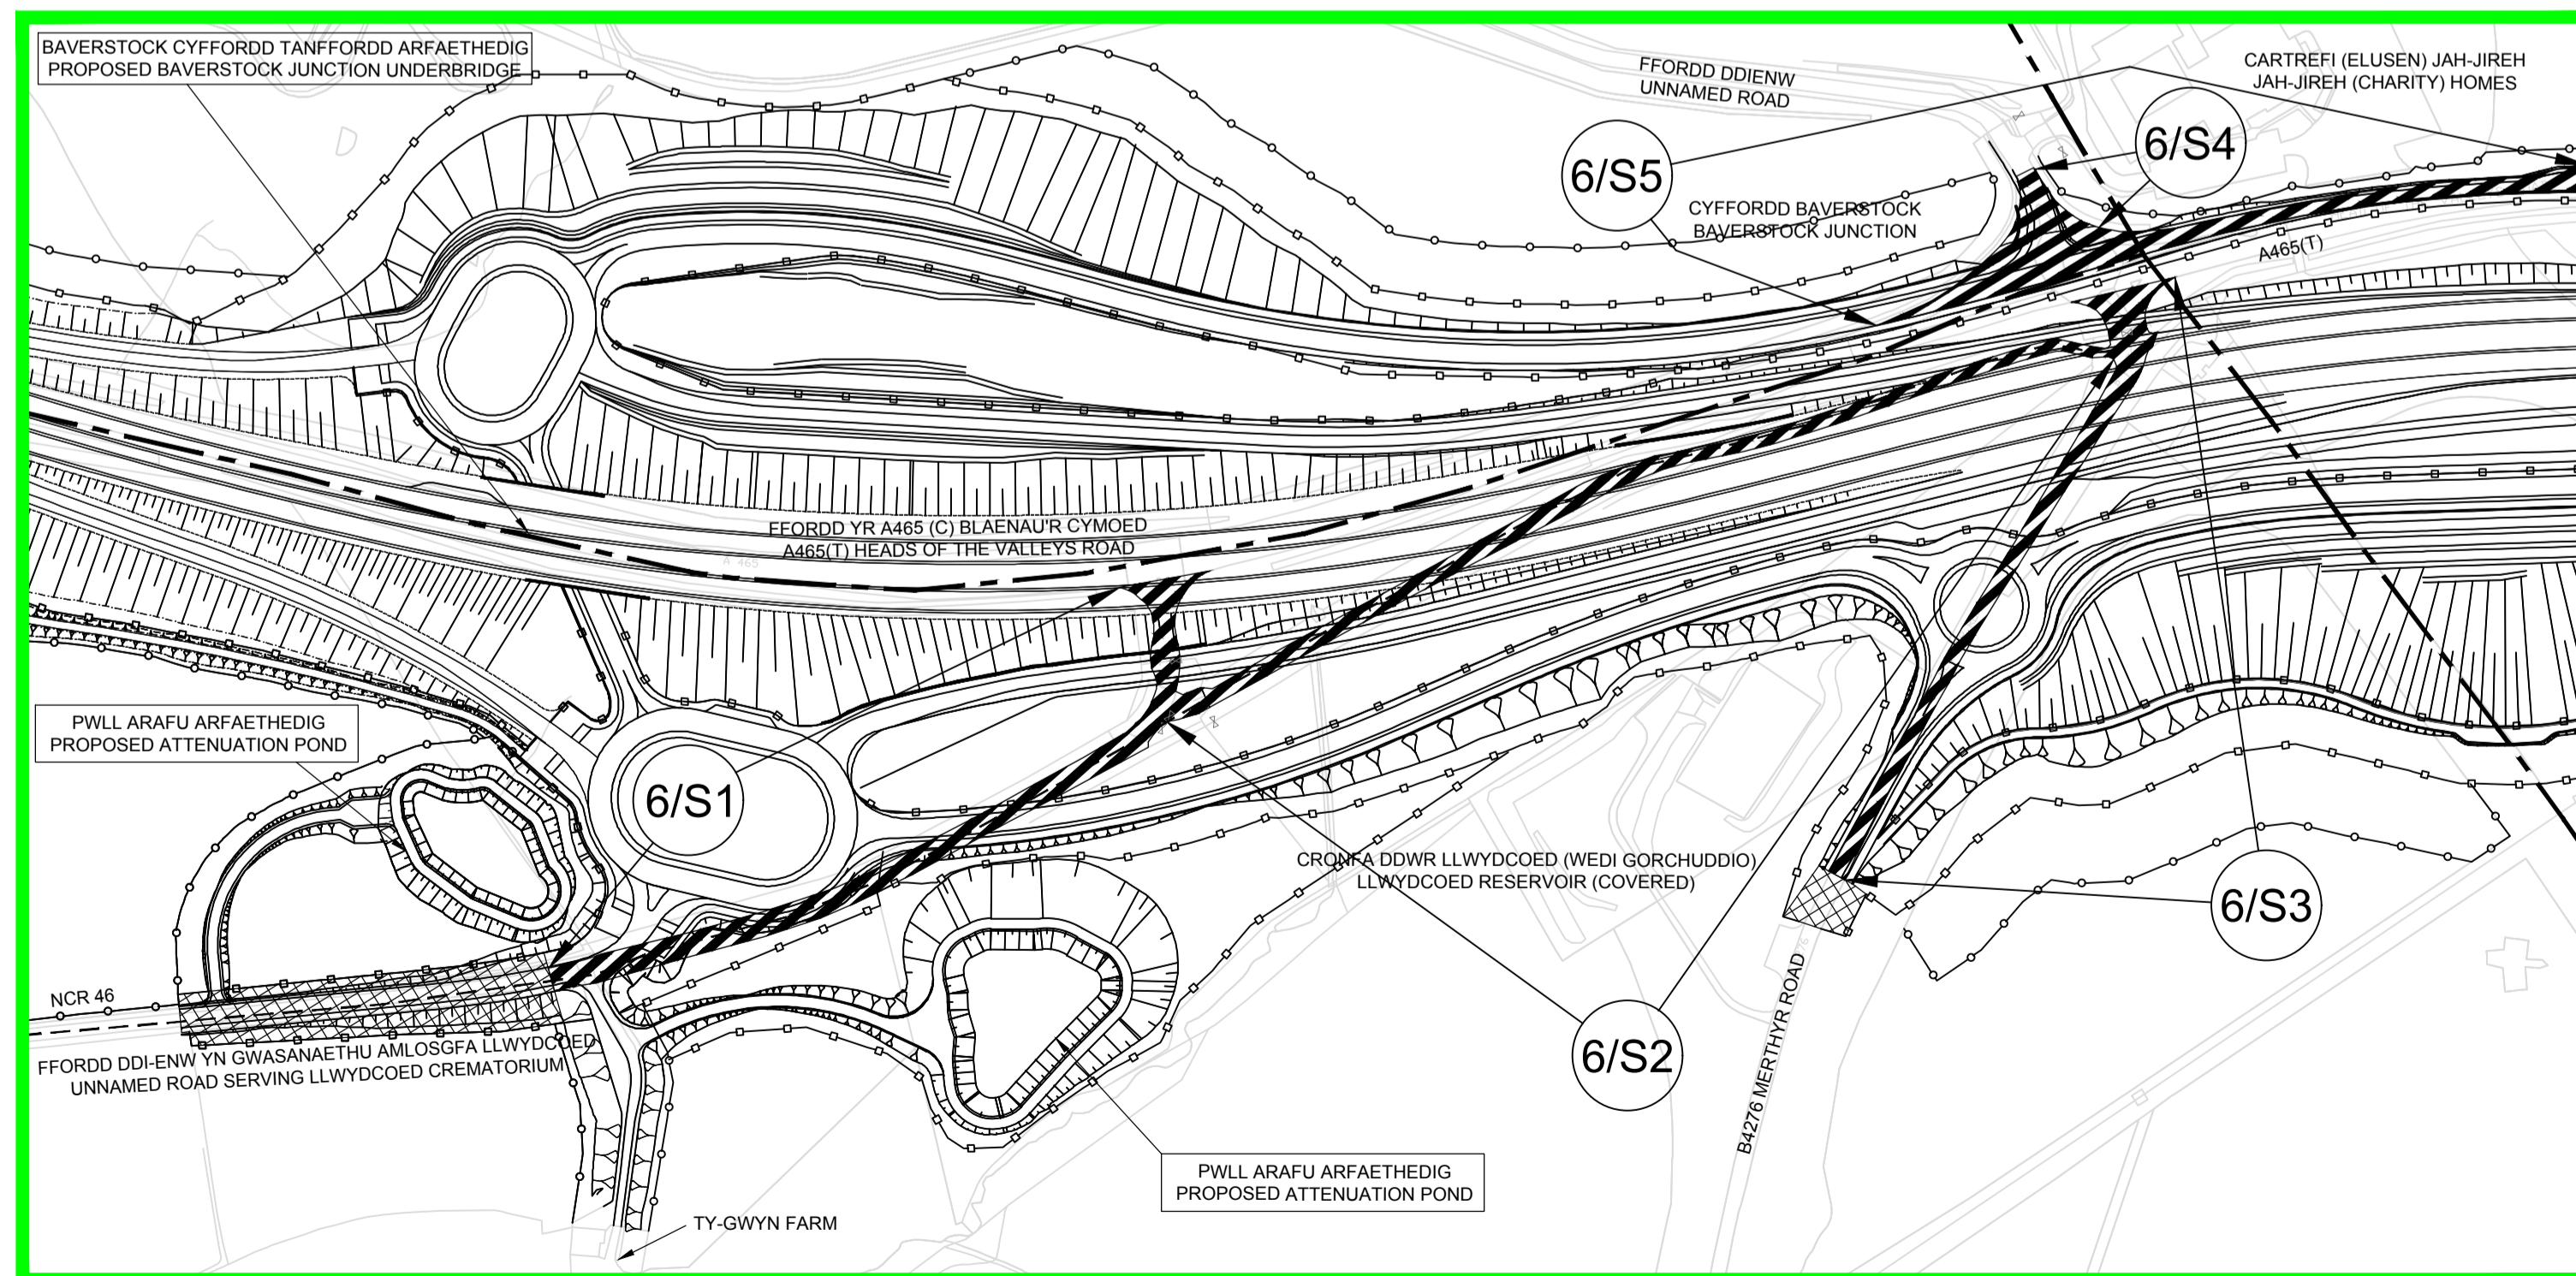 BAVERSTOCK CYFFORDD TANFFORDD ARFAETHEDIG
PROPOSED BAVERSTOCK JUNCTION UNDERBRIDGE
FFORDD DDIENW
UNNAMED ROAD
CARTREFI (ELUSEN) JAH-JIREH
JAH-JIREH (CHARITY) HOMES
6/S5
6/S4
CYFFORDD BAVERSTOCK
BAVERSTOCK JUNCTION
A465(T)
FFORDD YR A465 (C) BLAENAU'R CYMOED
A465(T) HEADS OF THE VALLEYS ROAD
A 465
PWLL ARAFU ARFAETHEDIG
PROPOSED ATTENUATION POND
6/S1
CRONFA DDWR LLWYDCOED (WEDI GORCHUDDIO)
LLWYDCOED RESERVOIR (COVERED)
6/S3
NCR 46
FFORDD DDI-ENW YN GWASANAETHU AMLOSGFA LLWYDCOED
UNNAMED ROAD SERVING LLWYDCOED CREMATORIUM
6/S2
B4276 MERTHYR ROAD
PWLL ARAFU ARFAETHEDIG
PROPOSED ATTENUATION POND
TY-GWYN FARM